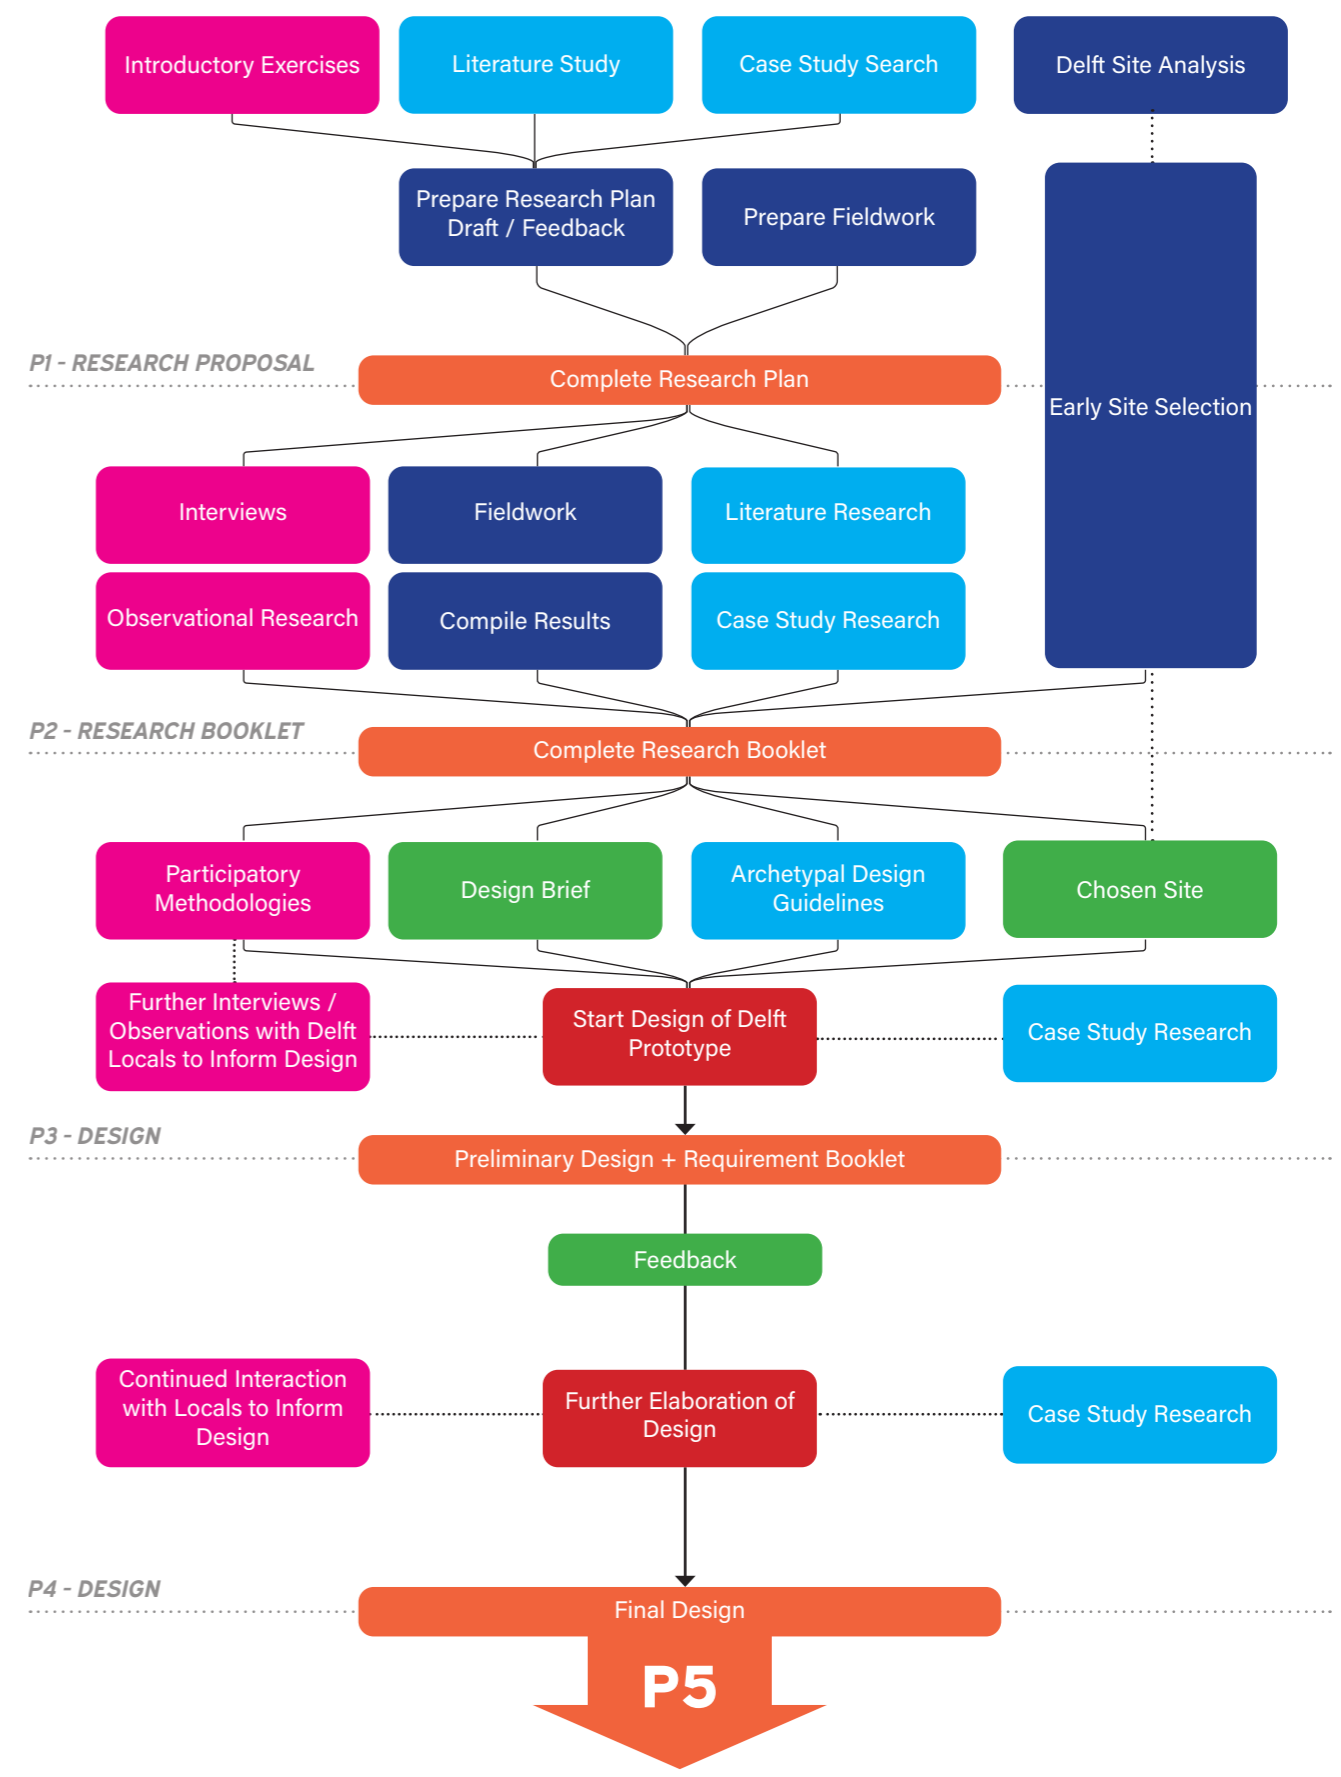 Introductory Exercises
Literature Study
Case Study Search
Delft Site Analysis
Prepare Research Plan
Draft / Feedback
Prepare Fieldwork
P1 - RESEARCH PROPOSAL
Complete Research Plan
Early Site Selection
Interviews
Fieldwork
Literature Research
Observational Research
Compile Results
Case Study Research
P2 - RESEARCH BOOKLET
Complete Research Booklet
Participatory
Methodologies
Design Brief
Archetypal Design
Guidelines
Chosen Site
Further Interviews /
Observations with Delft
Locals to Inform Design
Start Design of Delft
Prototype
Case Study Research
P3 - DESIGN
Preliminary Design + Requirement Booklet
Feedback
Continued Interaction
with Locals to Inform
Design
Further Elaboration of
Design
Case Study Research
P4 - DESIGN
Final Design
P5